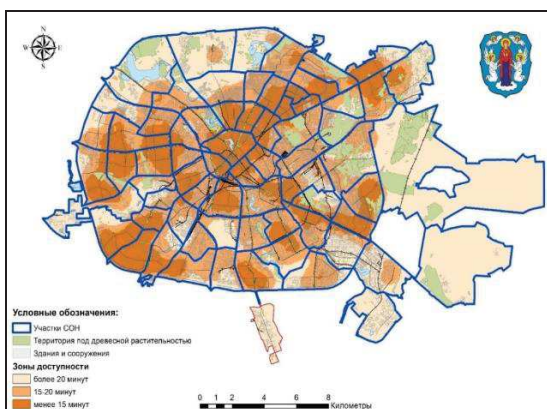 N
W E
S
Условные обозначения:
Участки СОН
Территория под древесной растительностью
Здания и сооружения
Зоны доступности
более 20 минут
15-20 минут
менее 15 минут
0 1 2 4 6 8
Километры